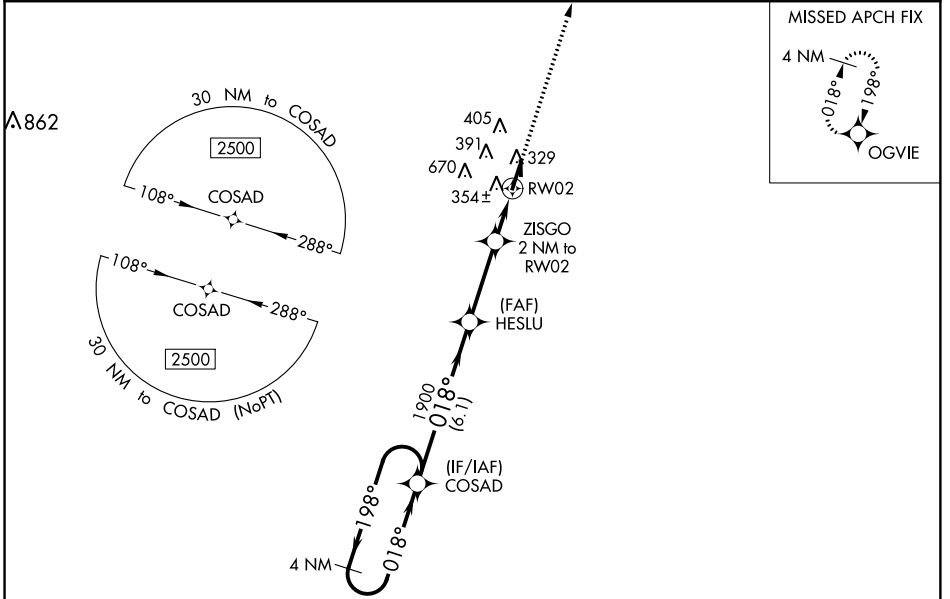 MISSED APCH FIX
4 NM
018°
198°
OGVIE
862
30 NM to COSAD
2500
108°
COSAD
288°
405
391
329
670
354±
RW02
ZISGO
2 NM to
RW02
108°
COSAD
288°
2500
30 NM to COSAD (NoPT)
(FAF)
HESLU
1900
018°
(6.1)
(IF/IAF)
COSAD
198°
018°
4 NM